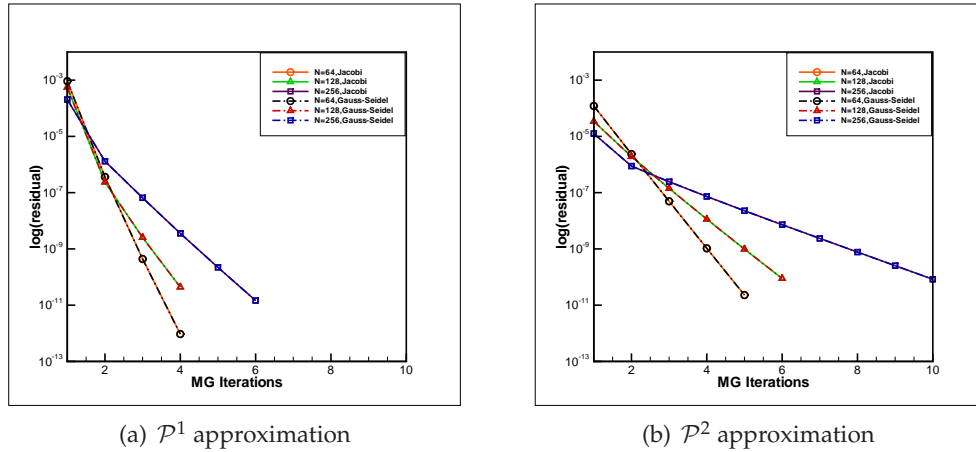 10⁻³
10⁻⁵
10⁻⁷
10⁻⁹
10⁻¹¹
10⁻¹³
log(residual)
N=64,Jacobi
N=128,Jacobi
N=256,Jacobi
N=64,Gauss-Seidel
N=128,Gauss-Seidel
N=256,Gauss-Seidel
2 4 6 8 10
MG Iterations
(a) 𝒫¹ approximation
10⁻³
10⁻⁵
10⁻⁷
10⁻⁹
10⁻¹¹
10⁻¹³
log(residual)
N=64,Jacobi
N=128,Jacobi
N=256,Jacobi
N=64,Gauss-Seidel
N=128,Gauss-Seidel
N=256,Gauss-Seidel
2 4 6 8 10
MG Iterations
(b) 𝒫² approximation